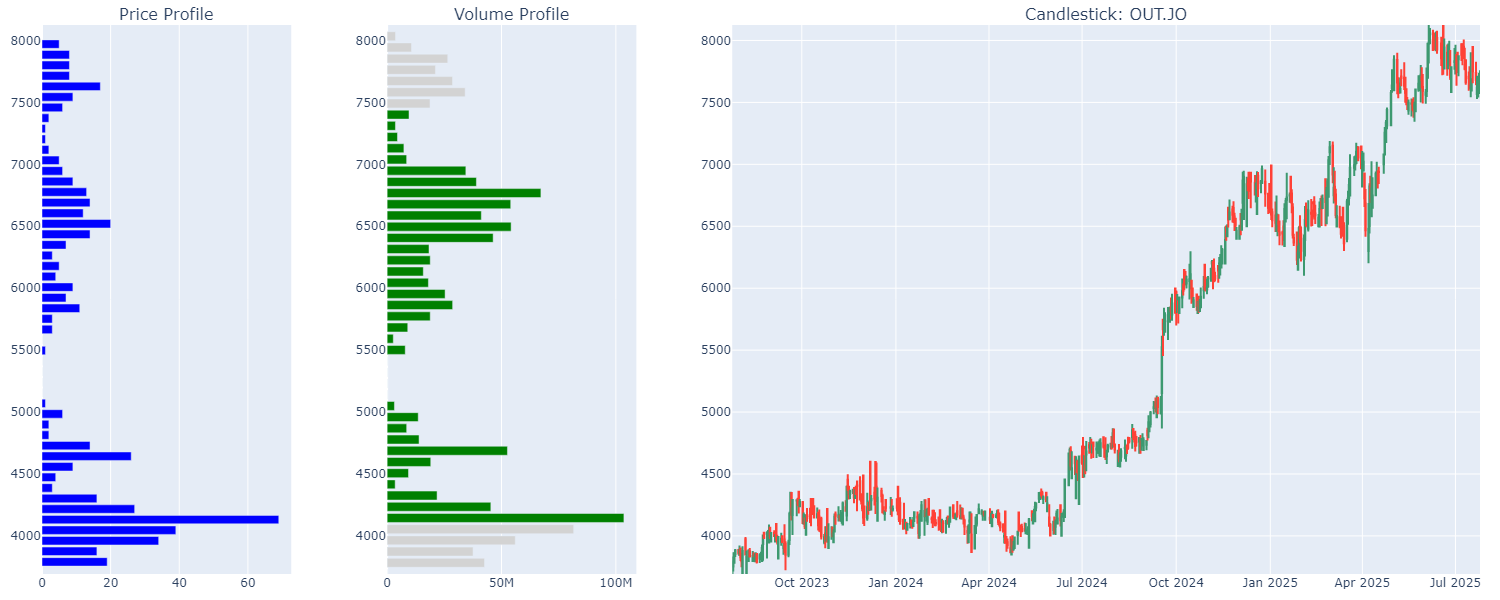 Price Profile
Volume Profile
Candlestick: OUT.JO
8000
7500
7000
6500
6000
5500
5000
4500
4000
0
20
40
60
8000
7500
7000
6500
6000
5500
5000
4500
4000
0
50M
100M
8000
7500
7000
6500
6000
5500
5000
4500
4000
Oct 2023
Jan 2024
Apr 2024
Jul 2024
Oct 2024
Jan 2025
Apr 2025
Jul 2025